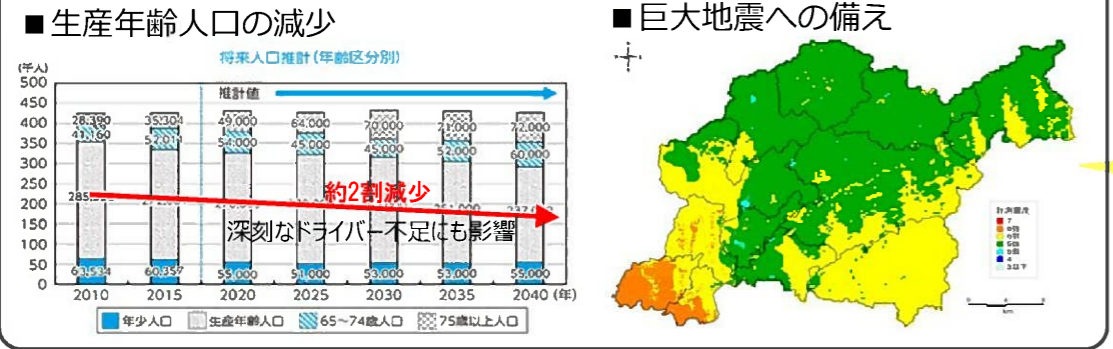 ■生産年齢人口の減少
将来人口推計(年齢区分別)
(千人)
推計値
500
450
400
350
300
250
200
150
100
50
0
28,390 35,304 49,000 64,000 70,000 71,000 72,000
41,160 54,000 45,000 45,000 52,000 60,000
約2割減少
深刻なドライバー不足にも影響
63,534 60,357 55,000 51,000 53,000 53,000 55,000
2010 2015 2020 2025 2030 2035 2040 (年)
年少人口 生産年齢人口 65～74歳人口 75歳以上人口
■巨大地震への備え
計測震度
7
6強
6弱
5強
5弱
4
3以下
km